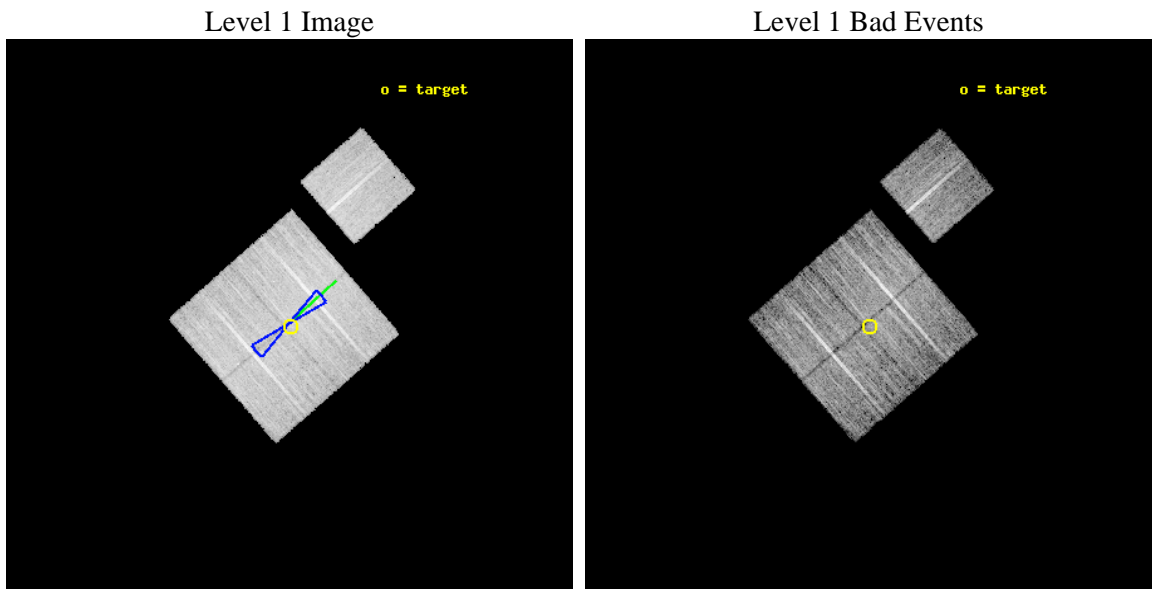 Level 1 Image
Level 1 Bad Events
o = target
o = target